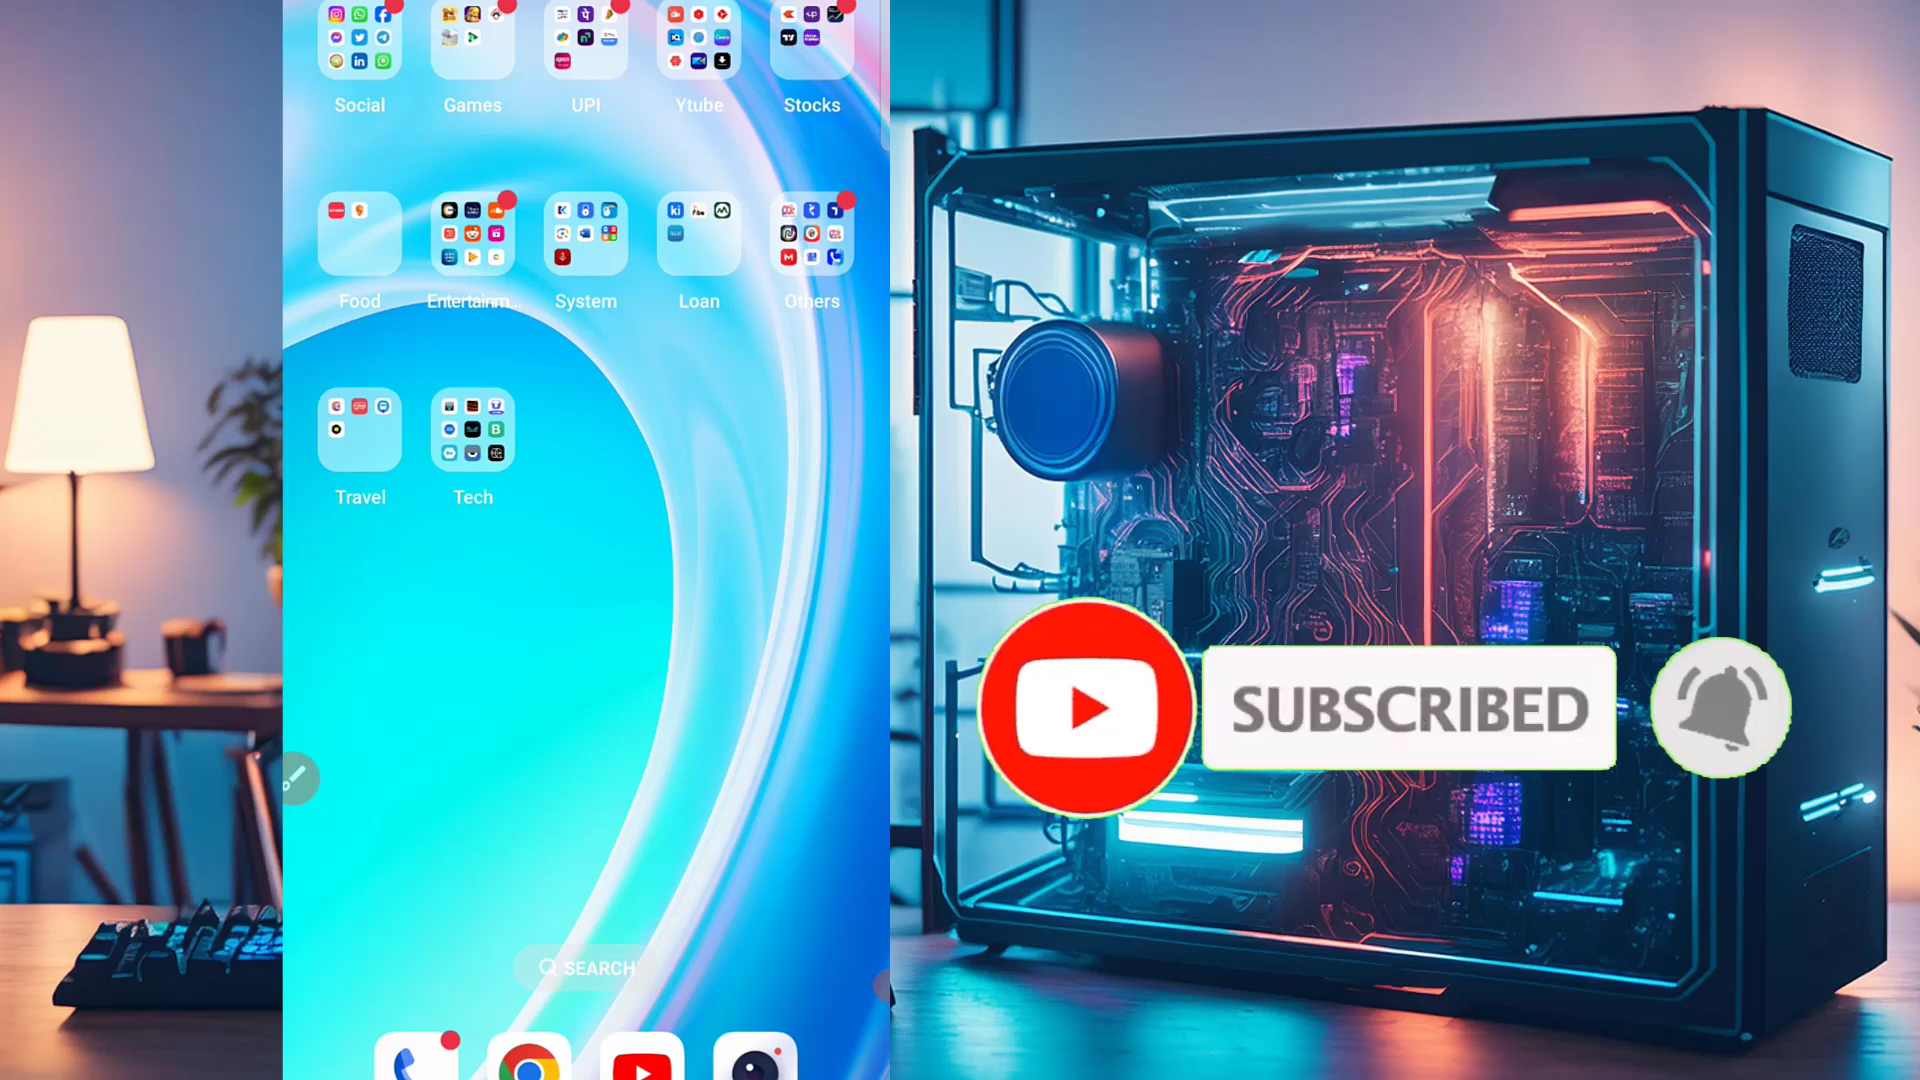 Social Games UPI Ytube Stocks
Food Entertainm... System Loan Others
Travel Tech
SUBSCRIBED
SEARCH